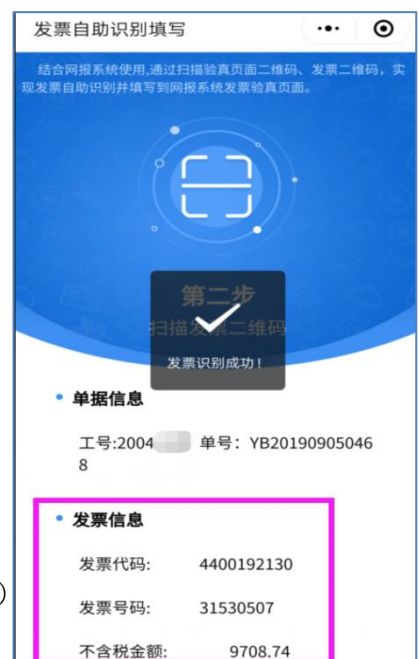 发票自助识别填写
结合网报系统使用,通过扫描验真页面二维码、发票二维码，实
现发票自助识别并填写到网报系统发票验真页面。
第二步
扫描发票二维码
发票识别成功！
单据信息
工号:2004 单号：YB20190905046
8
发票信息
发票代码: 4400192130
发票号码: 31530507
不含税金额: 9708.74